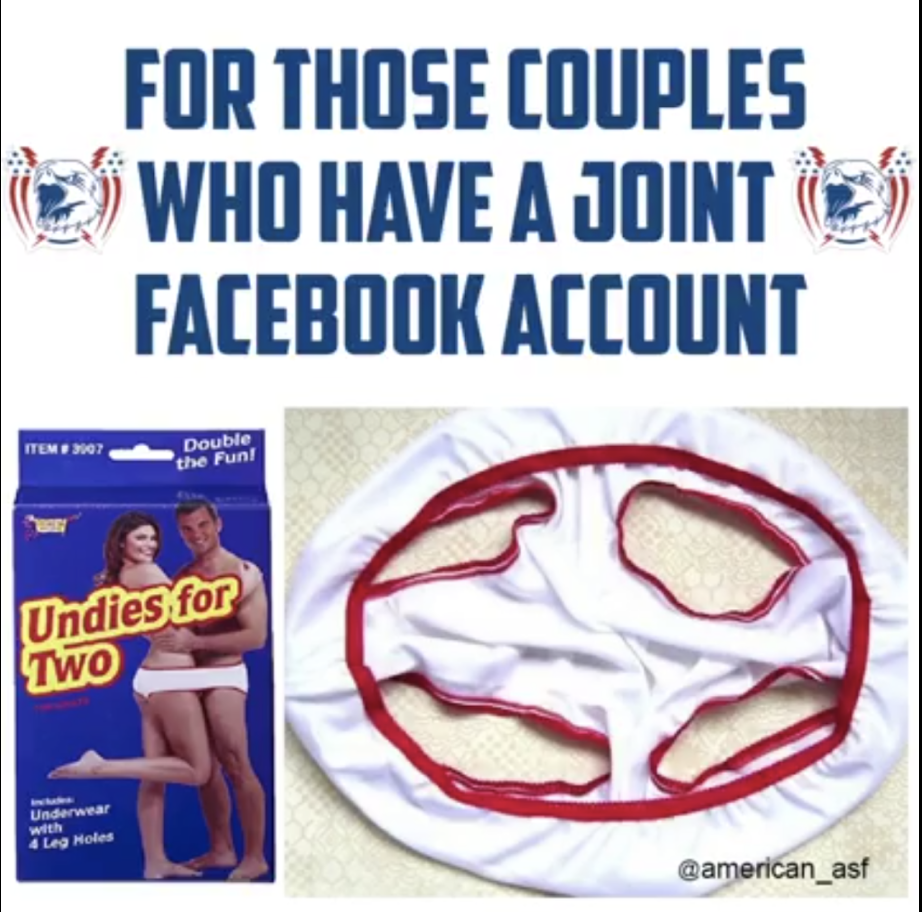 FOR THOSE COUPLES
WHO HAVE A JOINT
FACEBOOK ACCOUNT
ITEM # 3907
Double
the Fun!
Undies for
Two
Includes:
Underwear
with
4 Leg Holes
@american_asf